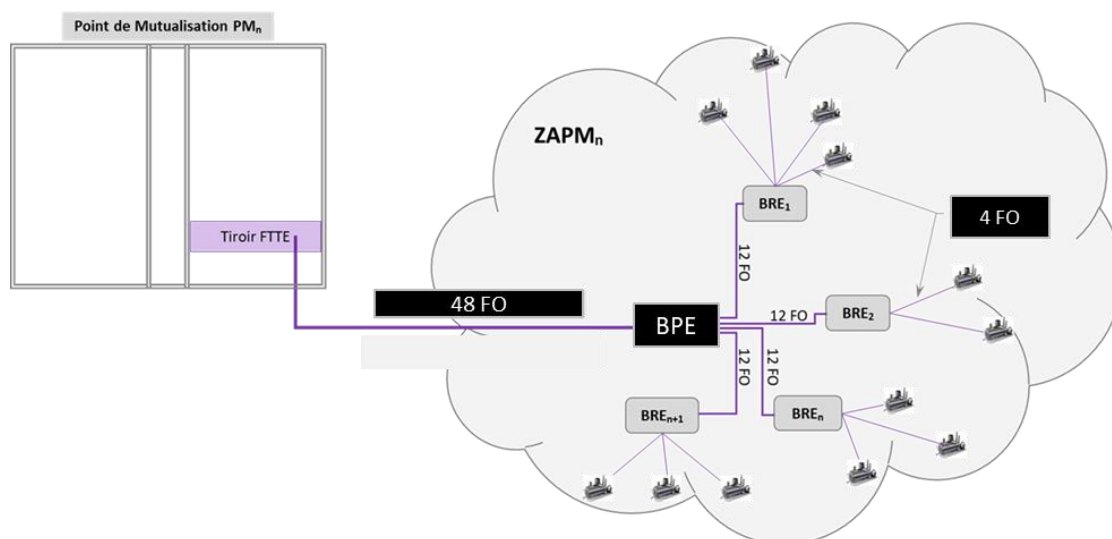 Point de Mutualisation PMn
ZAPMn
BRE1
4 FO
Tiroir FTTE
12 FO
48 FO
BPE
12 FO
BRE2
12 FO
12 FO
BREn+1
BREn